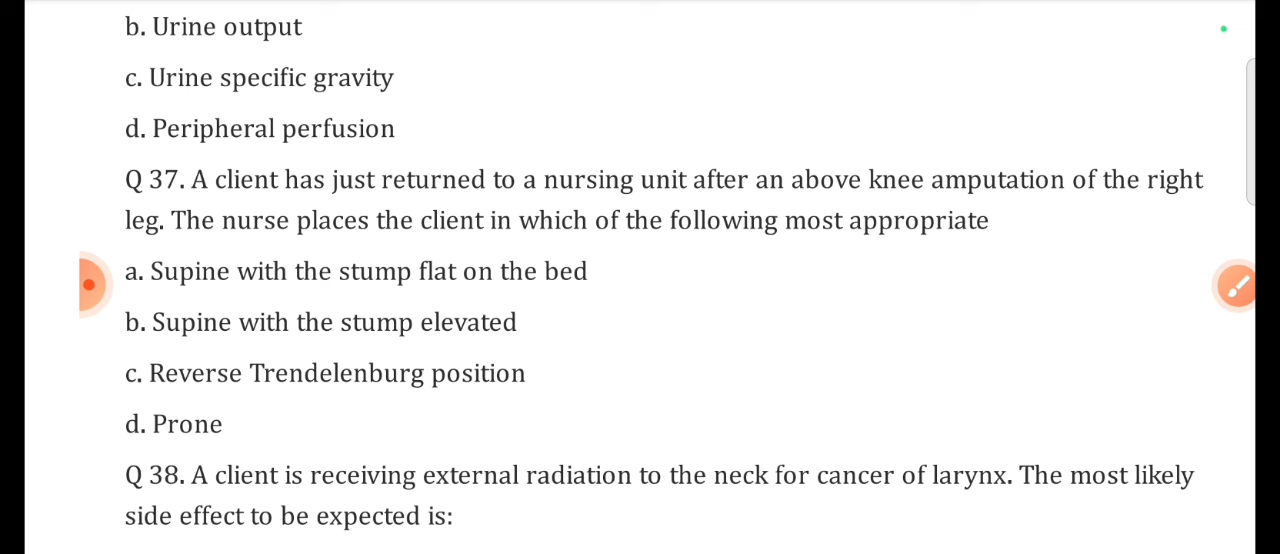 b. Urine output
c. Urine specific gravity
d. Peripheral perfusion
Q 37. A client has just returned to a nursing unit after an above knee amputation of the right
leg. The nurse places the client in which of the following most appropriate
a. Supine with the stump flat on the bed
b. Supine with the stump elevated
c. Reverse Trendelenburg position
d. Prone
Q 38. A client is receiving external radiation to the neck for cancer of larynx. The most likely
side effect to be expected is: